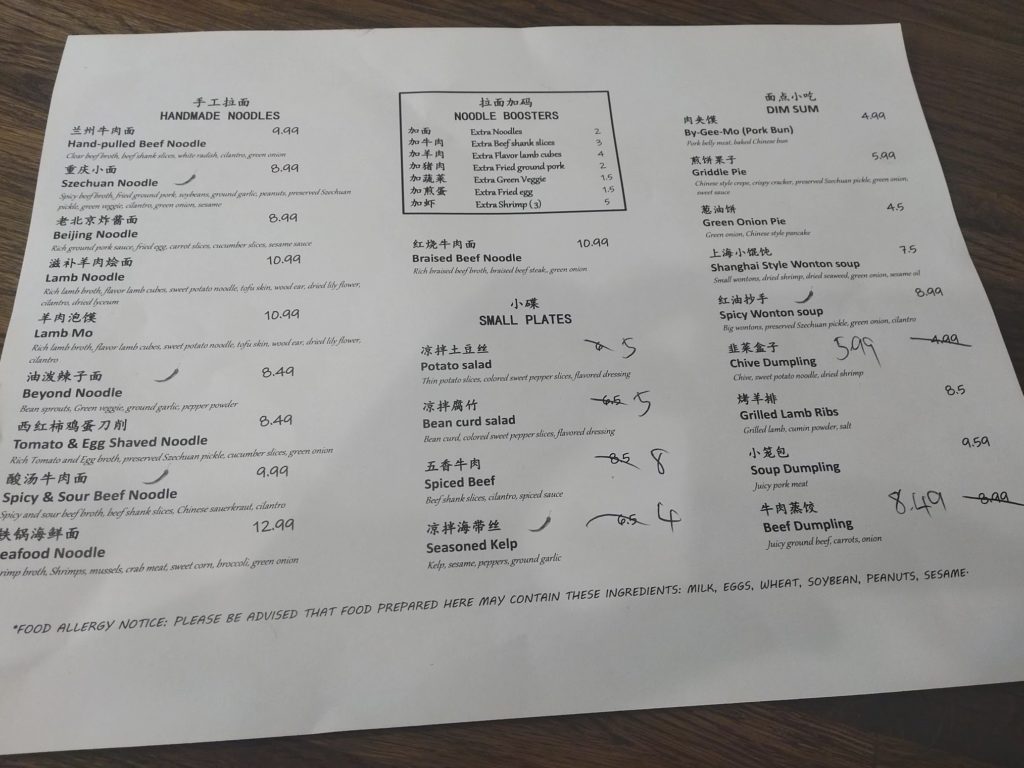 手工拉面
HANDMADE NOODLES
兰州牛肉面 9.99
Hand-pulled Beef Noodle
Clear beef broth, beef shank slices, white radish, cilantro, green onion
重庆小面 8.99
Szechuan Noodle
Spicy beef broth, fried ground pork, soybeans, ground garlic, peanuts, preserved Szechuan
pickle, green veggie, cilantro, green onion, sesame
老北京炸酱面 8.99
Beijing Noodle
Rich ground pork sauce, fried egg, carrot slices, cucumber slices, sesame sauce
滋补羊肉烩面 10.99
Lamb Noodle
Rich lamb broth, flavor lamb cubes, sweet potato noodle, tofu skin, wood ear, dried lily flower,
cilantro, dried lyceum
羊肉泡馍 10.99
Lamb Mo
Rich lamb broth, flavor lamb cubes, sweet potato noodle, tofu skin, wood ear, dried lily flower,
cilantro
油泼辣子面 8.49
Beyond Noodle
Bean sprouts, Green veggie, ground garlic, pepper powder
西红柿鸡蛋刀削 8.49
Tomato & Egg Shaved Noodle
Rich Tomato and Egg broth, preserved Szechuan pickle, cucumber slices, green onion
酸汤牛肉面 9.99
Spicy & Sour Beef Noodle
Spicy and sour beef broth, beef shank slices, Chinese sauerkraut, cilantro
铁锅海鲜面 12.99
eafood Noodle
rimp broth, Shrimps, mussels, crab meat, sweet corn, broccoli, green onion
拉面加码
NOODLE BOOSTERS
加面 Extra Noodles 2
加牛肉 Extra Beef shank slices 3
加羊肉 Extra Flavor lamb cubes 4
加猪肉 Extra Fried ground pork 2
加蔬菜 Extra Green Veggie 1.5
加煎蛋 Extra Fried egg 1.5
加虾 Extra Shrimp (3) 5
红烧牛肉面 10.99
Braised Beef Noodle
Rich braised beef broth, braised beef steak, green onion
小碟
SMALL PLATES
凉拌土豆丝 6 5
Potato salad
Thin potato slices, colored sweet pepper slices, flavored dressing
凉拌腐竹 6.5 5
Bean curd salad
Bean curd, colored sweet pepper slices, flavored dressing
五香牛肉 8.5 8
Spiced Beef
Beef shank slices, cilantro, spiced sauce
凉拌海带丝 6.5 4
Seasoned Kelp
Kelp, sesame, peppers, ground garlic
面点小吃
DIM SUM
肉夹馍 4.99
By-Gee-Mo (Pork Bun)
Pork belly meat, baked Chinese bun
煎饼果子 5.99
Griddle Pie
Chinese style crepe, crispy cracker, preserved Szechuan pickle, green onion,
sweet sauce
葱油饼 4.5
Green Onion Pie
Green onion, Chinese style pancake
上海小馄饨 7.5
Shanghai Style Wonton soup
Small wontons, dried shrimp, dried seaweed, green onion, sesame oil
红油抄手 8.99
Spicy Wonton soup
Big wontons, preserved Szechuan pickle, green onion, cilantro
韭菜盒子 5.99 4.99
Chive Dumpling
Chive, sweet potato noodle, dried shrimp
烤羊排 8.5
Grilled Lamb Ribs
Grilled lamb, cumin powder, salt
小笼包 9.59
Soup Dumpling
Juicy pork meat
牛肉蒸饺 8.49 8.99
Beef Dumpling
Juicy ground beef, carrots, onion
*FOOD ALLERGY NOTICE: PLEASE BE ADVISED THAT FOOD PREPARED HERE MAY CONTAIN THESE INGREDIENTS: MILK, EGGS, WHEAT, SOYBEAN, PEANUTS, SESAME.